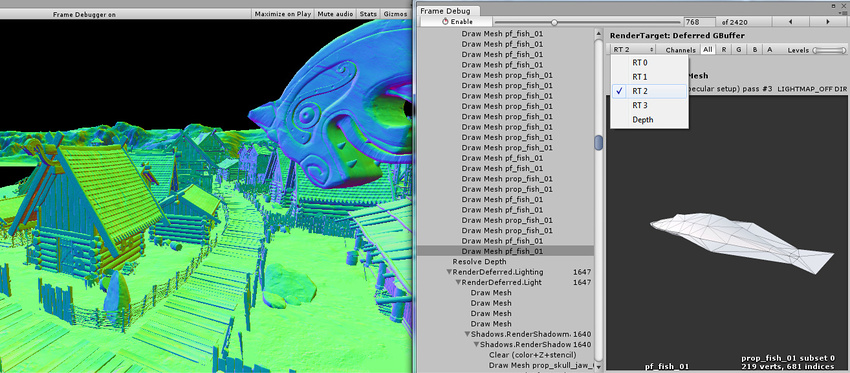 Frame Debugger on
Maximize on Play
Mute audio
Stats
Gizmos
Frame Debug
Enable
768
of 2420
Draw Mesh pf_fish_01
Draw Mesh pf_fish_01
Draw Mesh pf_fish_01
Draw Mesh pf_fish_01
Draw Mesh prop_fish_01
Draw Mesh prop_fish_01
Draw Mesh prop_fish_01
Draw Mesh prop_fish_01
Draw Mesh prop_fish_01
Draw Mesh prop_fish_01
Draw Mesh prop_fish_01
Draw Mesh pf_fish_01
Draw Mesh pf_fish_01
Draw Mesh pf_fish_01
Draw Mesh prop_fish_01
Draw Mesh prop_fish_01
Draw Mesh pf_fish_01
Draw Mesh pf_fish_01
Draw Mesh prop_fish_01
Draw Mesh pf_fish_01
Draw Mesh pf_fish_01
Draw Mesh pf_fish_01
Resolve Depth
RenderDeferred.Lighting 1647
RenderDeferred.Light 1647
Draw Mesh
Draw Mesh
Draw Mesh
Draw Mesh
Shadows.RenderShadowm 1640
Shadows.RenderShadow 1640
Clear (color+Z+stencil)
Draw Mesh prop_skull_jaw_
RenderTarget: Deferred GBuffer
RT 2
Channels
All
R
G
B
A
Levels
RT 0
RT 1
RT 2
RT 3
Depth
Mesh
ecular setup) pass #3 LIGHTMAP_OFF DIR
prop_fish_01 subset 0
pf_fish_01
219 verts, 681 indices